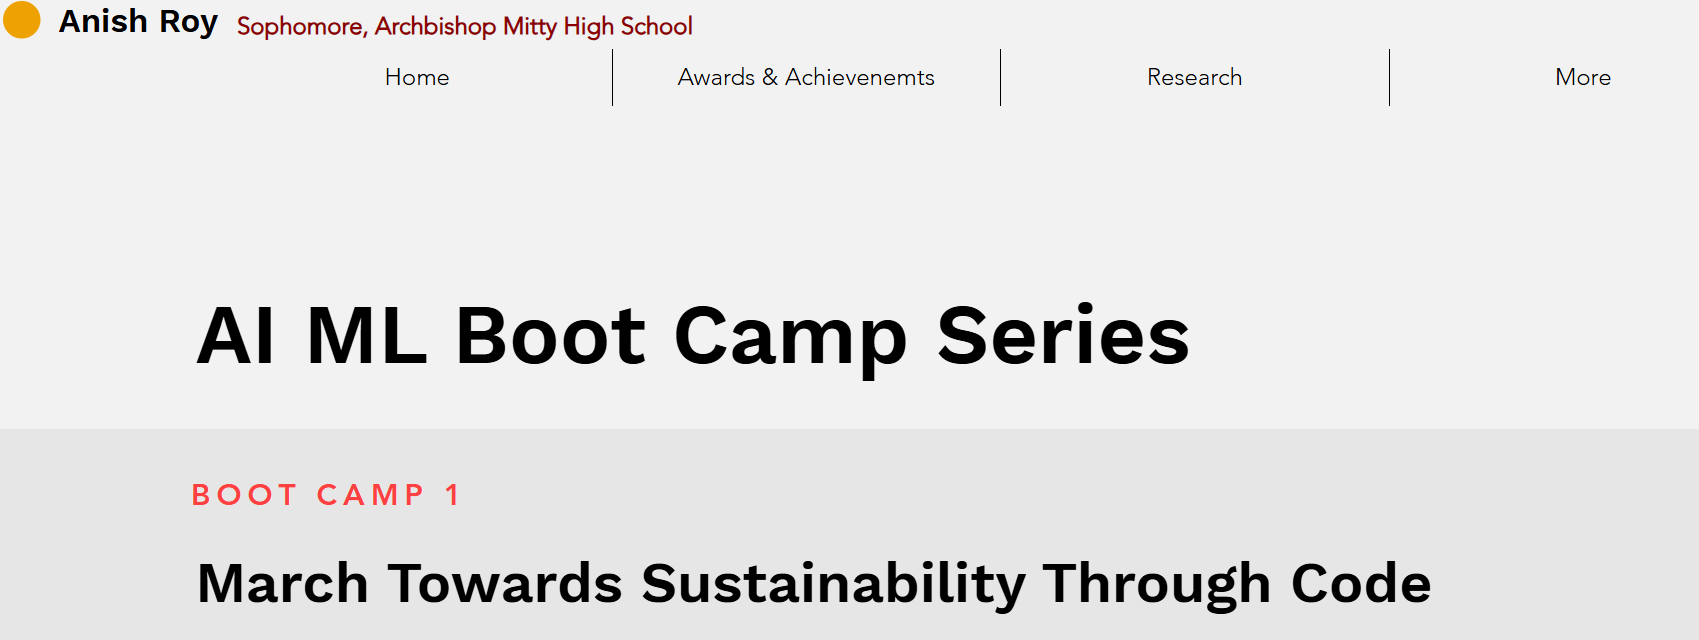 Anish Roy Sophomore, Archbishop Mitty High School
Home Awards & Achievenemts Research More
AI ML Boot Camp Series
BOOT CAMP 1
March Towards Sustainability Through Code